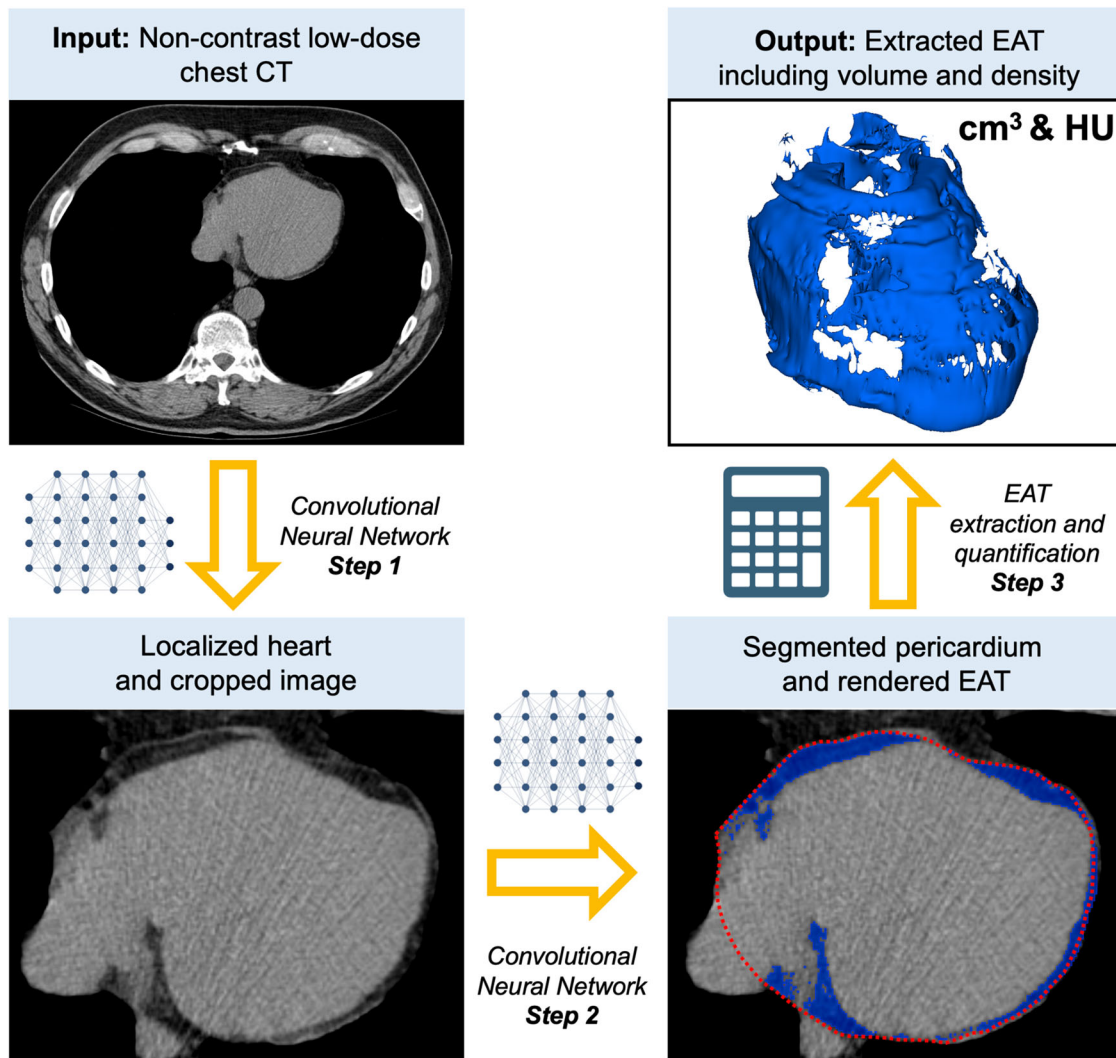 Input: Non-contrast low-dose
chest CT
Convolutional
Neural Network
Step 1
Localized heart
and cropped image
Convolutional
Neural Network
Step 2
Segmented pericardium
and rendered EAT
EAT
extraction and
quantification
Step 3
Output: Extracted EAT
including volume and density
cm³ & HU